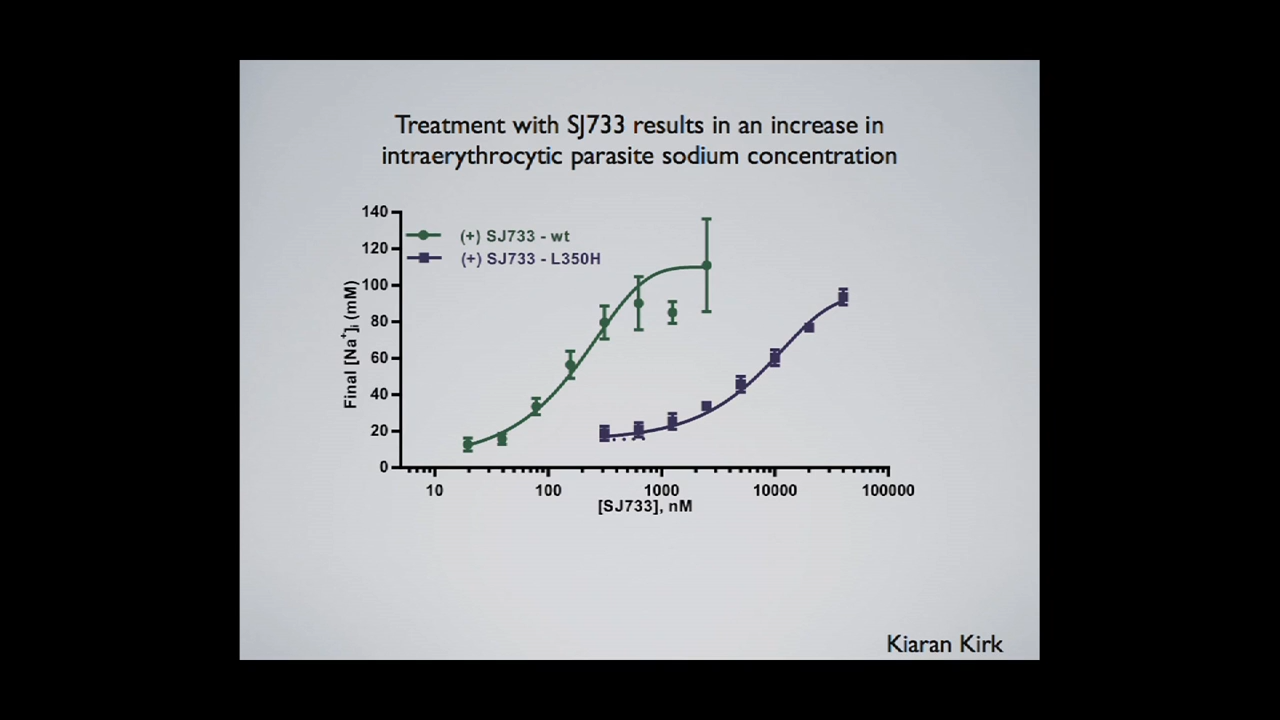 Treatment with SJ733 results in an increase in
intraerythrocytic parasite sodium concentration
140
120
100
80
60
40
20
0
Final [Na⁺]ᵢ (mM)
(+) SJ733 - wt
(+) SJ733 - L350H
10 100 1000 10000 100000
[SJ733], nM
Kiaran Kirk